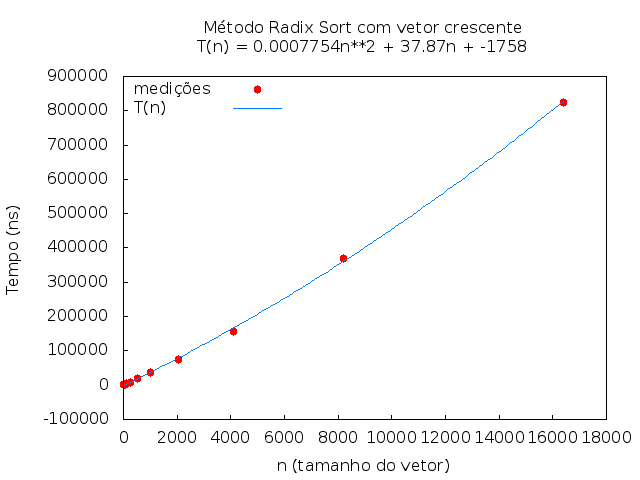 Método Radix Sort com vetor crescente
T(n) = 0.0007754n**2 + 37.87n + -1758
900000
800000
700000
600000
500000
400000
300000
200000
100000
0
-100000
Tempo (ns)
medições
T(n)
0 2000 4000 6000 8000 10000 12000 14000 16000 18000
n (tamanho do vetor)